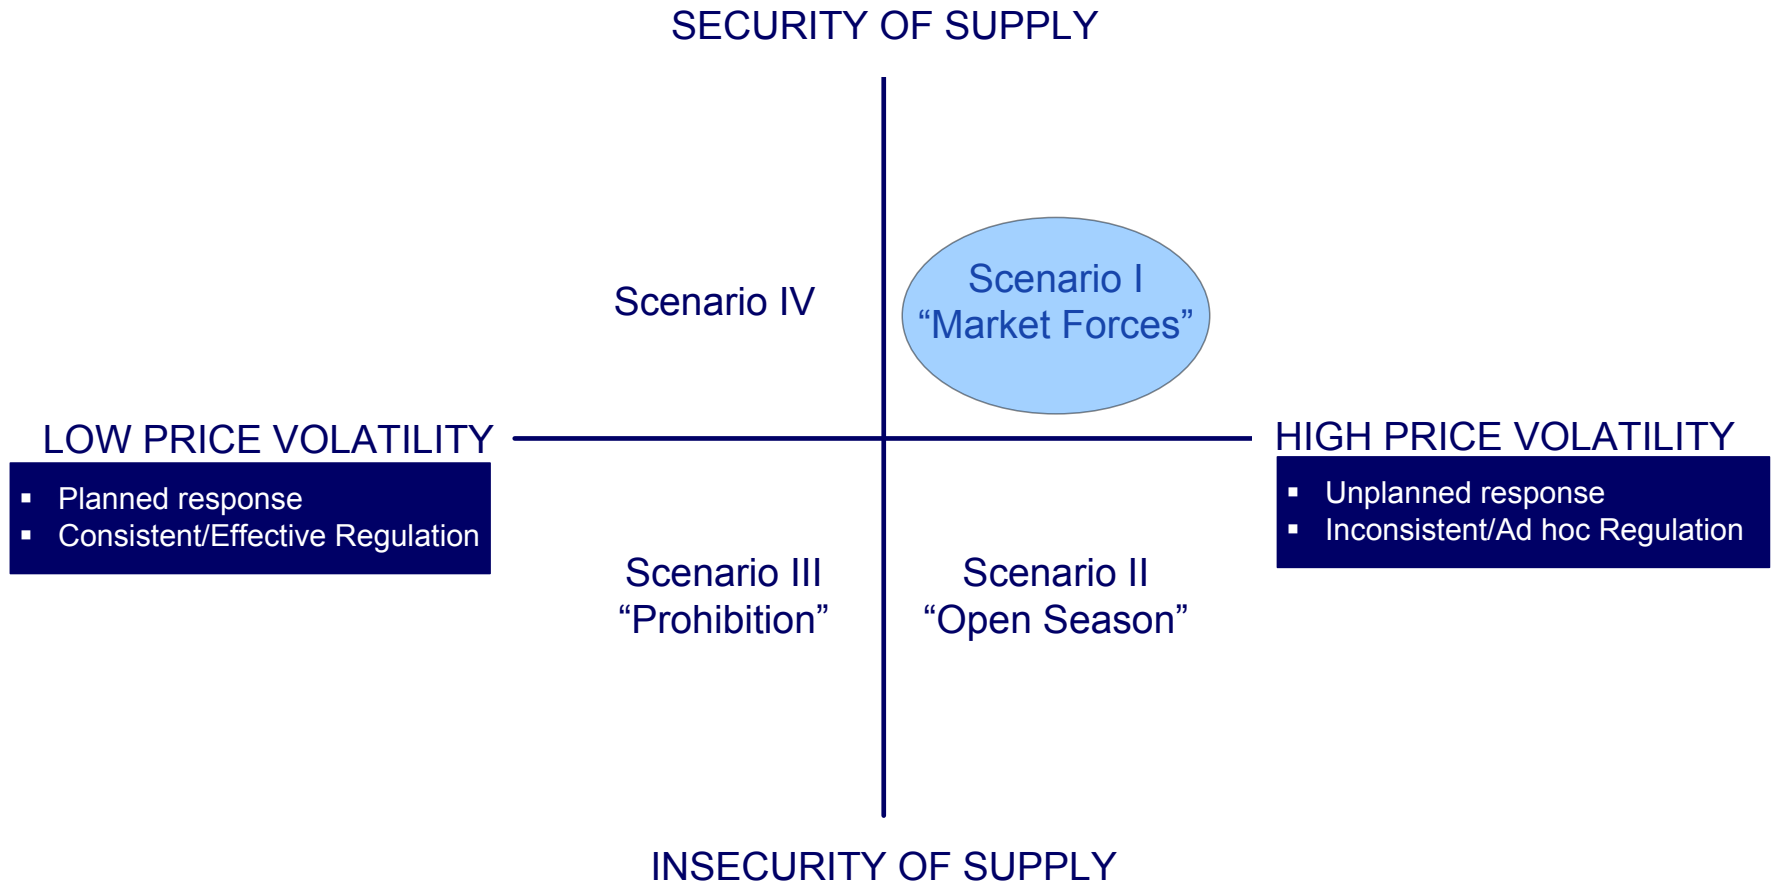 SECURITY OF SUPPLY
Scenario IV
Scenario I
“Market Forces”
LOW PRICE VOLATILITY
▪ Planned response
▪ Consistent/Effective Regulation
HIGH PRICE VOLATILITY
▪ Unplanned response
▪ Inconsistent/Ad hoc Regulation
Scenario III
“Prohibition”
Scenario II
“Open Season”
INSECURITY OF SUPPLY